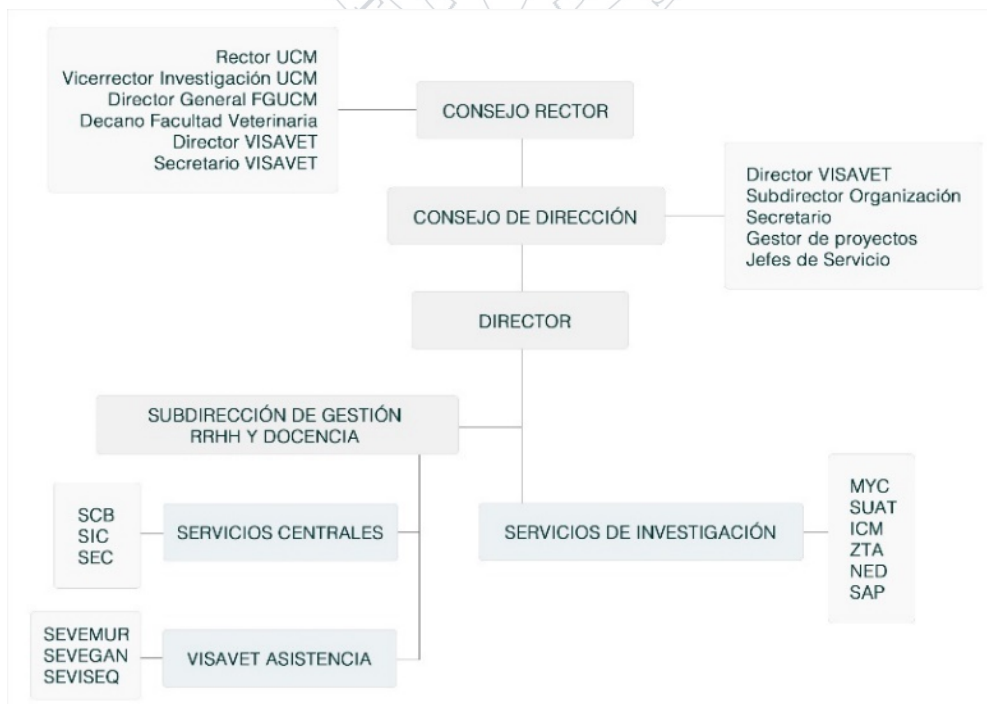 Rector UCM
Vicerrector Investigación UCM
Director General FGUCM
Decano Facultad Veterinaria
Director VISAVET
Secretario VISAVET
CONSEJO RECTOR
CONSEJO DE DIRECCIÓN
Director VISAVET
Subdirector Organización
Secretario
Gestor de proyectos
Jefes de Servicio
DIRECTOR
SUBDIRECCIÓN DE GESTIÓN
RRHH Y DOCENCIA
SCB
SIC
SEC
SERVICIOS CENTRALES
SERVICIOS DE INVESTIGACIÓN
MYC
SUAT
ICM
ZTA
NED
SAP
SEVEMUR
SEVEGAN
SEVISEQ
VISAVET ASISTENCIA